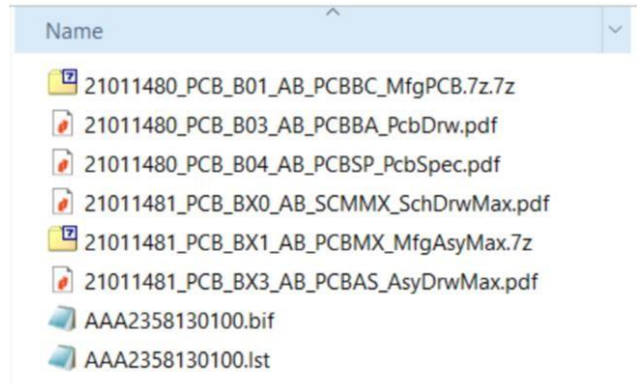 Name
21011480_PCB_B01_AB_PCBBC_MfgPCB.7z.7z
21011480_PCB_B03_AB_PCBBA_PcbDrw.pdf
21011480_PCB_B04_AB_PCBSP_PcbSpec.pdf
21011481_PCB_BX0_AB_SCMMX_SchDrwMax.pdf
21011481_PCB_BX1_AB_PCBMX_MfgAsyMax.7z
21011481_PCB_BX3_AB_PCBAS_AsyDrwMax.pdf
AAA2358130100.bif
AAA2358130100.lst